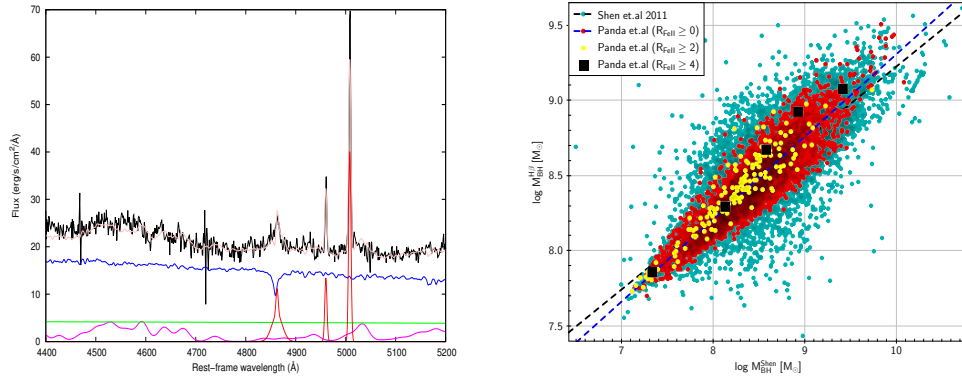 70
60
50
40
30
20
10
0
Flux (erg/s/cm²/Å)
4400 4500 4600 4700 4800 4900 5000 5100 5200
Rest-frame wavelength (Å)
Shen et.al 2011
Panda et.al (R_FeII ≥ 0)
Panda et.al (R_FeII ≥ 2)
Panda et.al (R_FeII ≥ 4)
9.5
9.0
8.5
8.0
7.5
log M_BH^Hβ [M_⊙]
7 8 9 10
log M_BH^Shen [M_⊙]